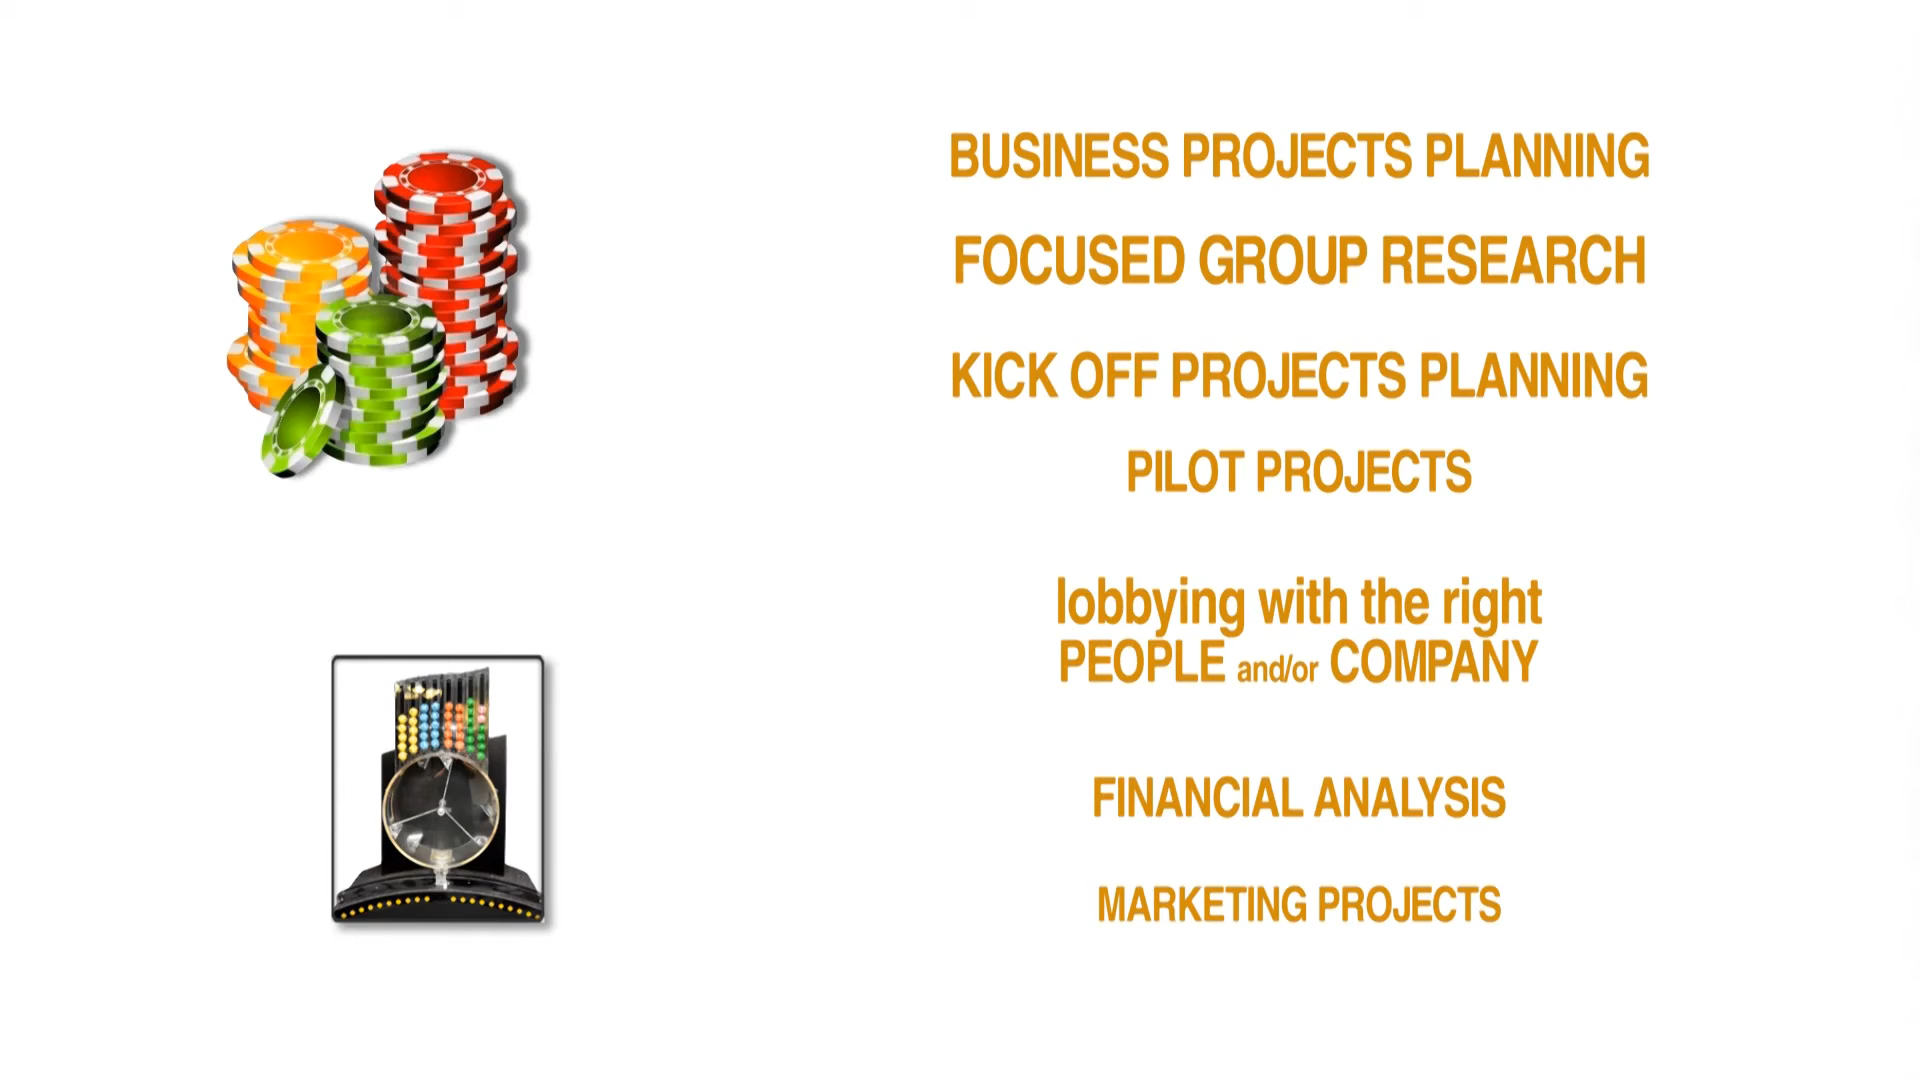 BUSINESS PROJECTS PLANNING
FOCUSED GROUP RESEARCH
KICK OFF PROJECTS PLANNING
PILOT PROJECTS
lobbying with the right
PEOPLE and/or COMPANY
FINANCIAL ANALYSIS
MARKETING PROJECTS